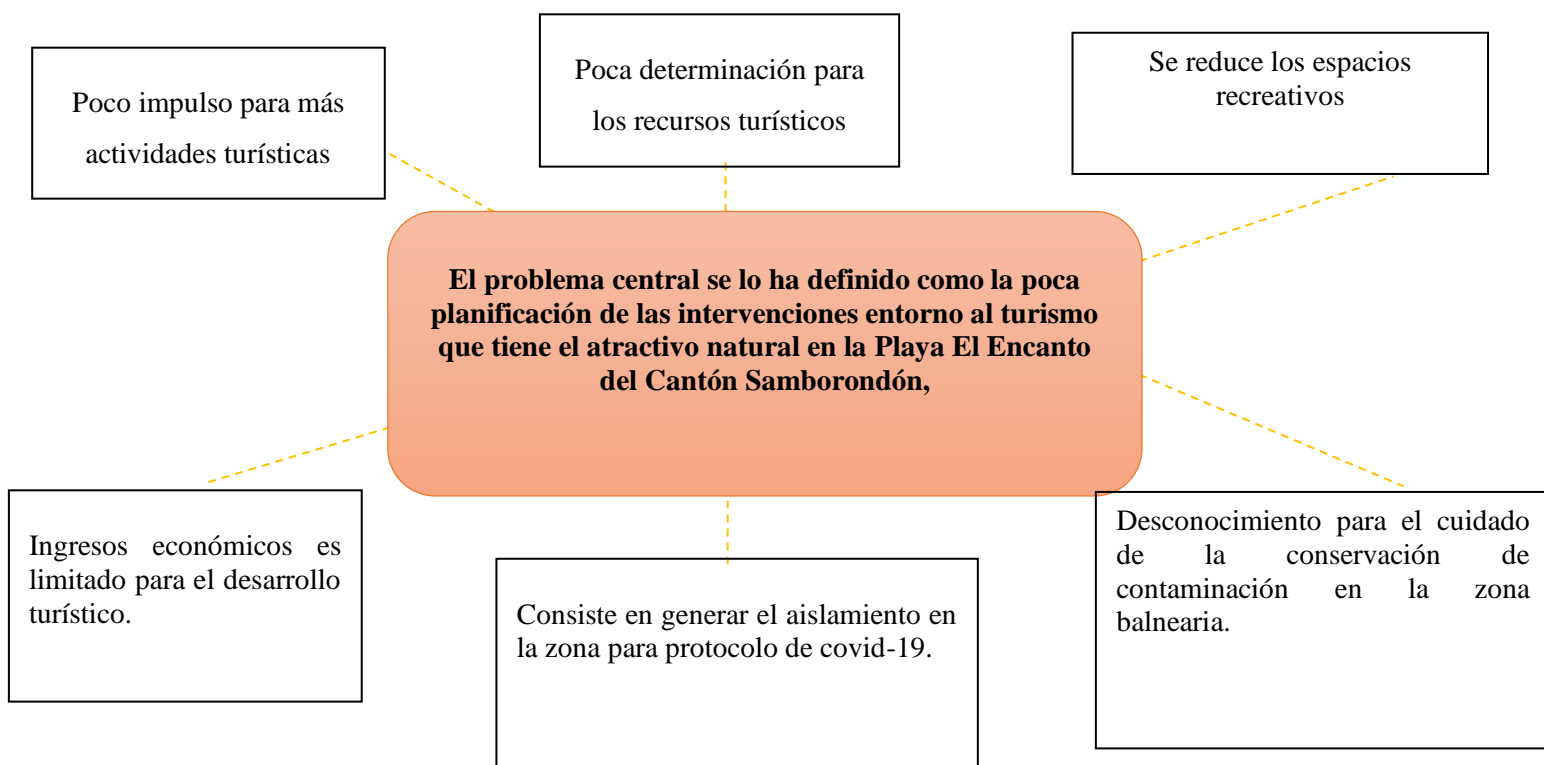 Poco impulso para más
actividades turísticas
Poca determinación para
los recursos turísticos
Se reduce los espacios
recreativos
El problema central se lo ha definido como la poca
planificación de las intervenciones entorno al turismo
que tiene el atractivo natural en la Playa El Encanto
del Cantón Samborondón,
Ingresos económicos es
limitado para el desarrollo
turístico.
Consiste en generar el aislamiento en
la zona para protocolo de covid-19.
Desconocimiento para el cuidado
de la conservación de
contaminación en la zona
balnearia.